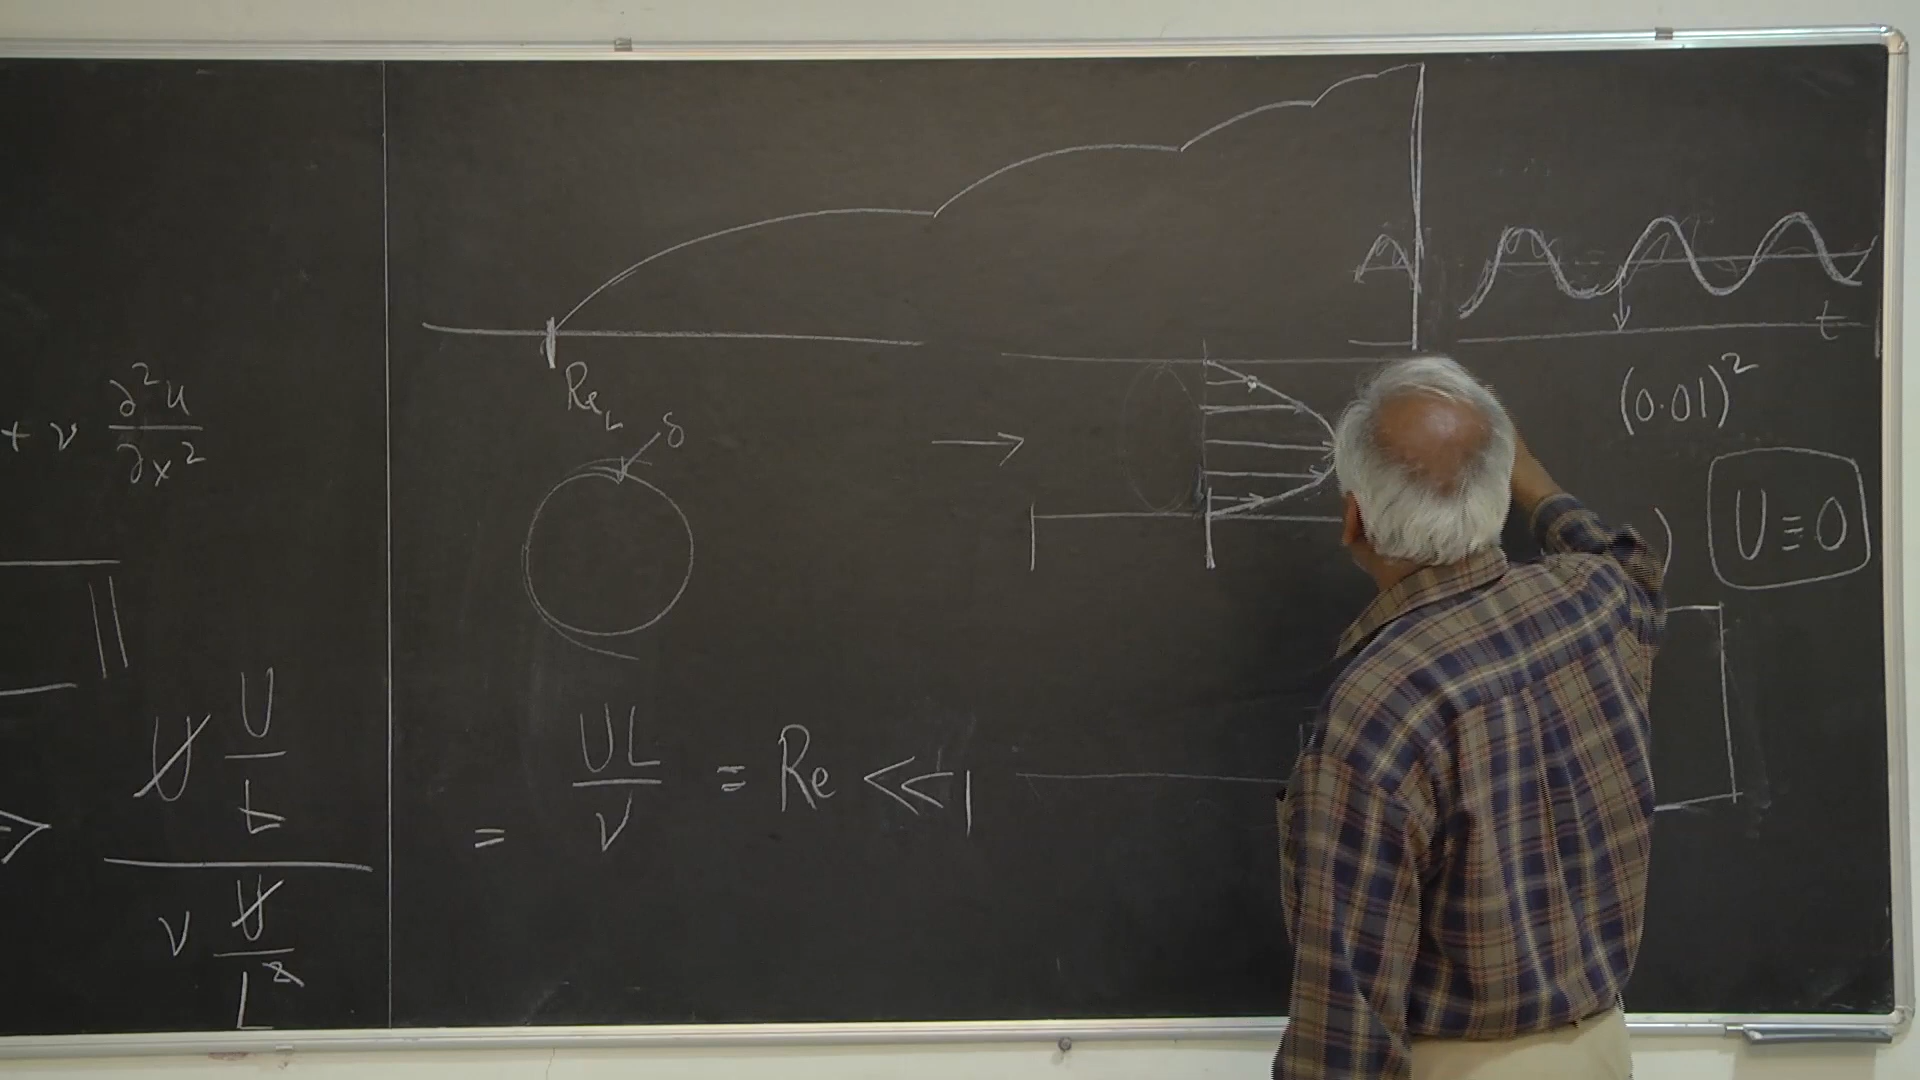 + ν ∂²u / ∂x²
U U/L / ν U/L² = UL/ν = Re << 1
Re_L
δ
t
(0.01)²
U ≡ 0